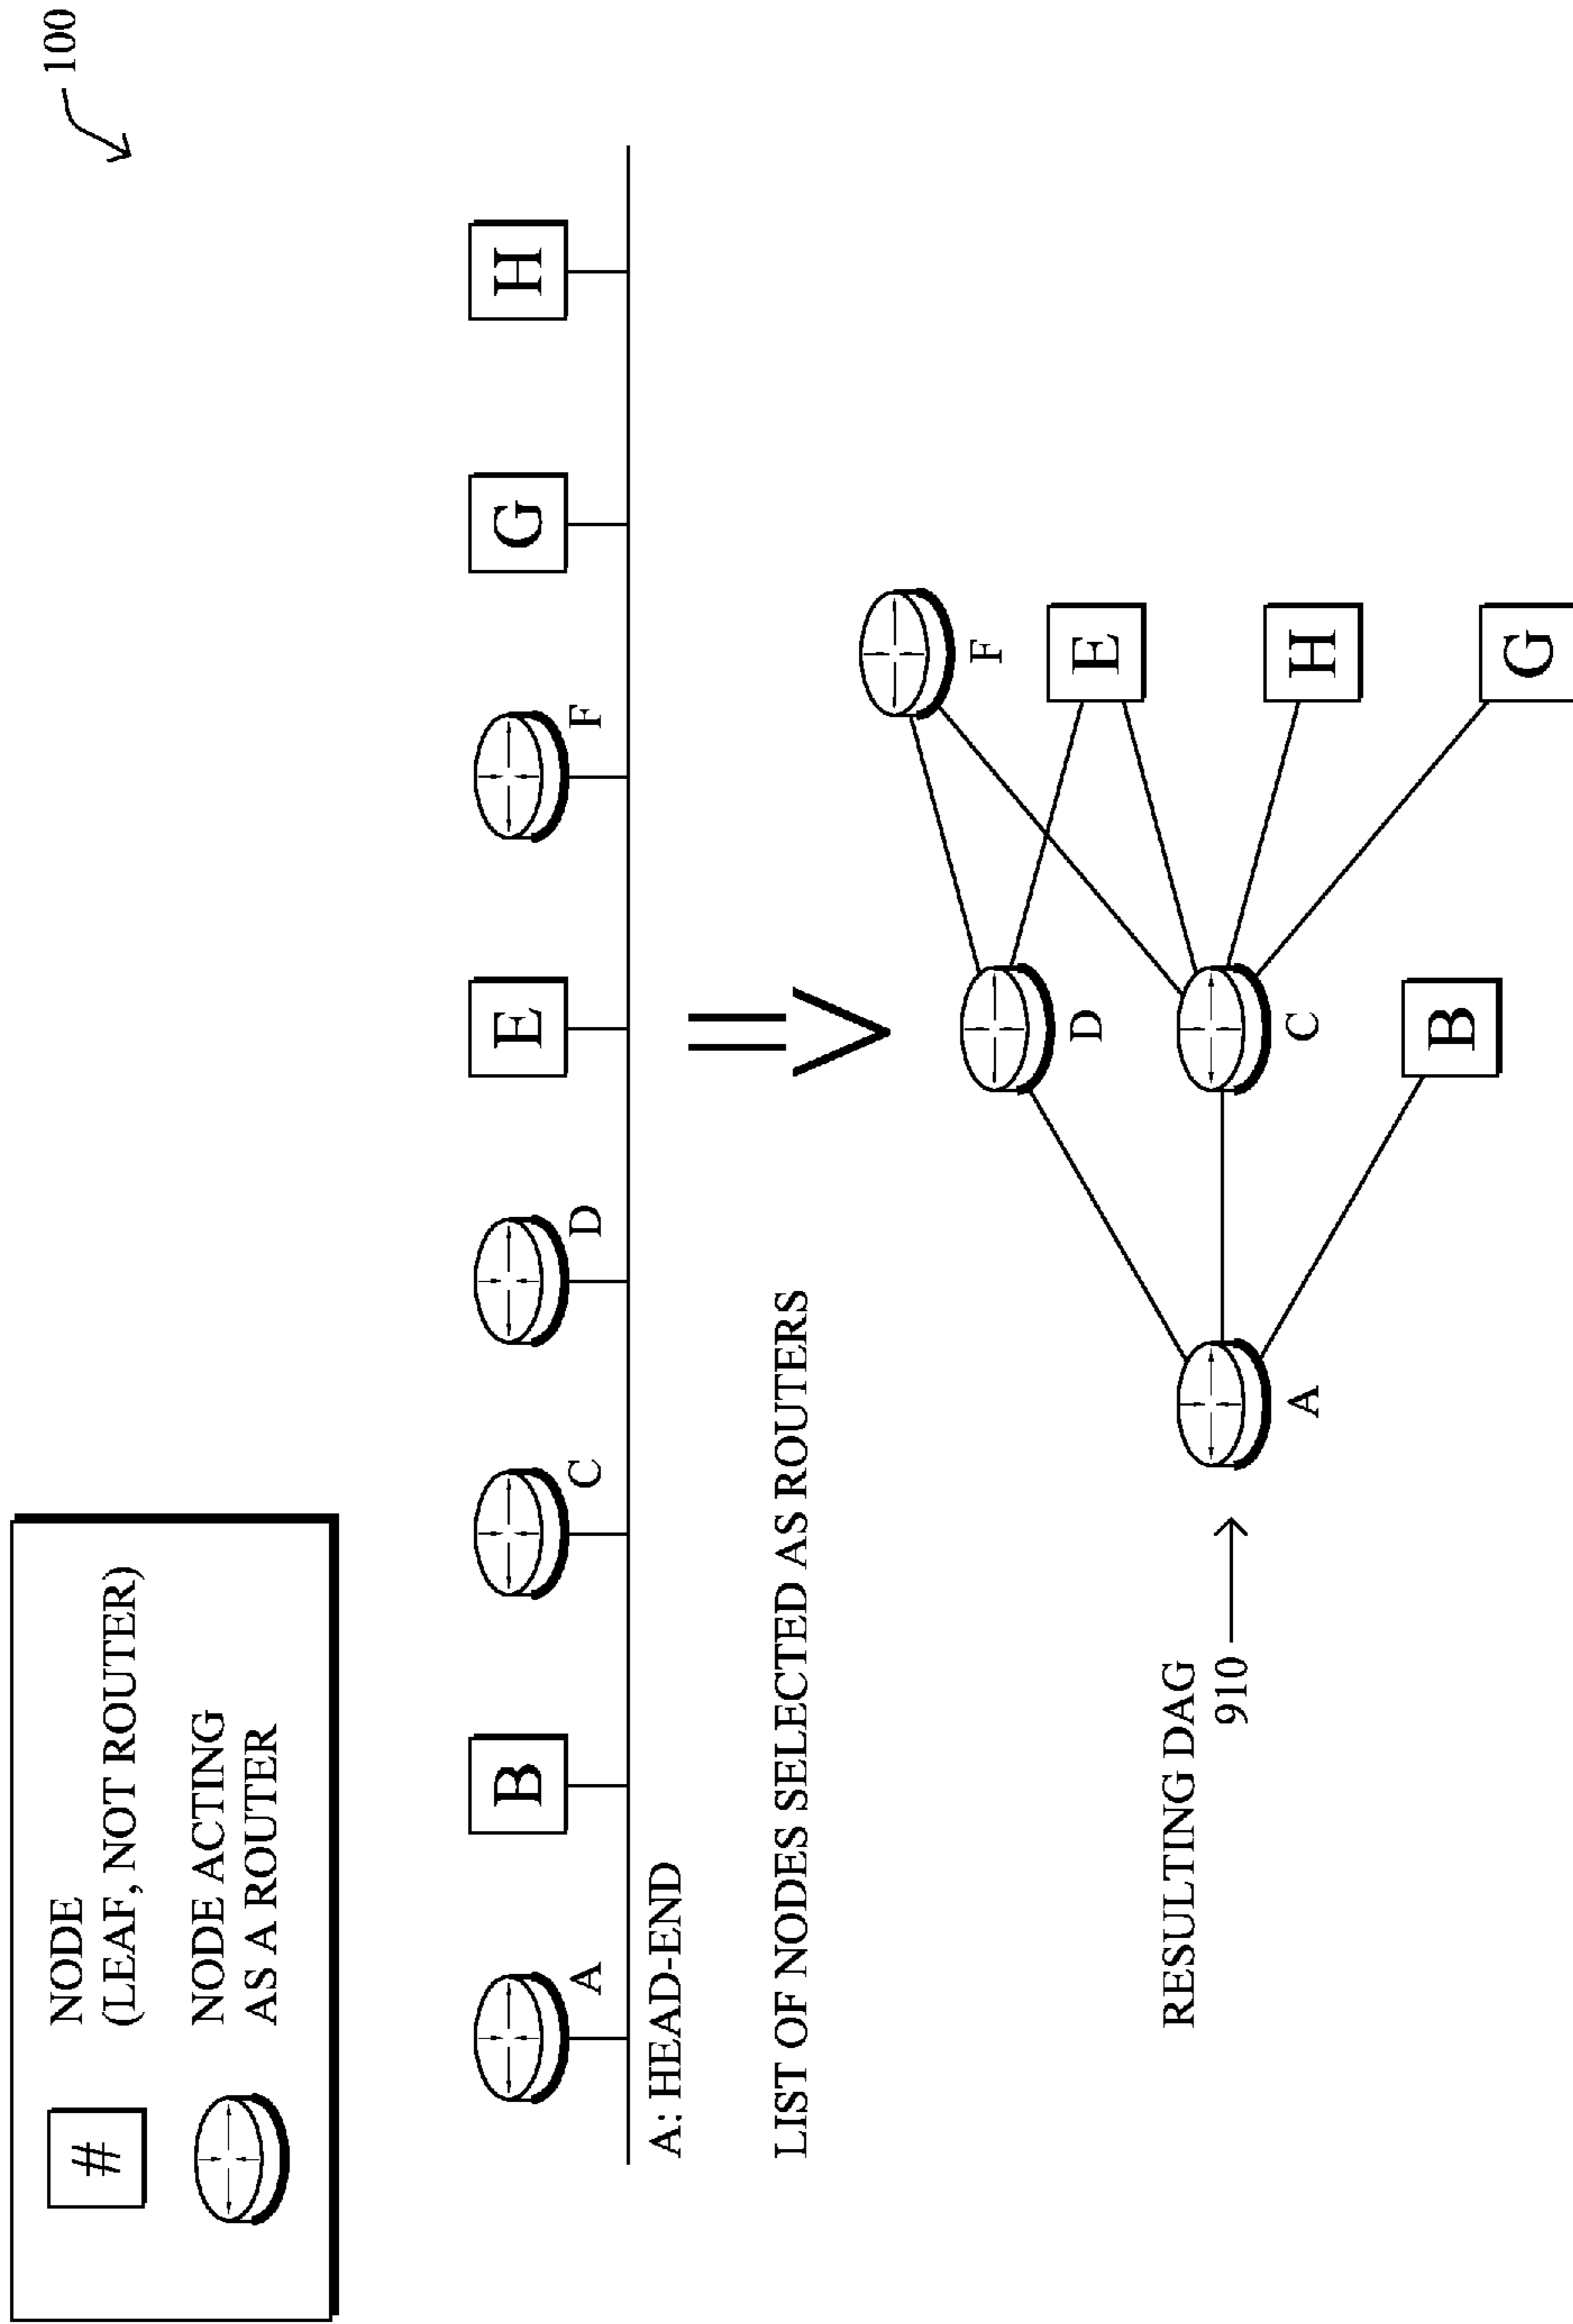 100
#
NODE
(LEAF, NOT ROUTER)
NODE ACTING
AS A ROUTER
A
B
C
D
E
F
G
H
A: HEAD-END
LIST OF NODES SELECTED AS ROUTERS
RESULTING DAG
910
A
D
C
B
F
E
H
G